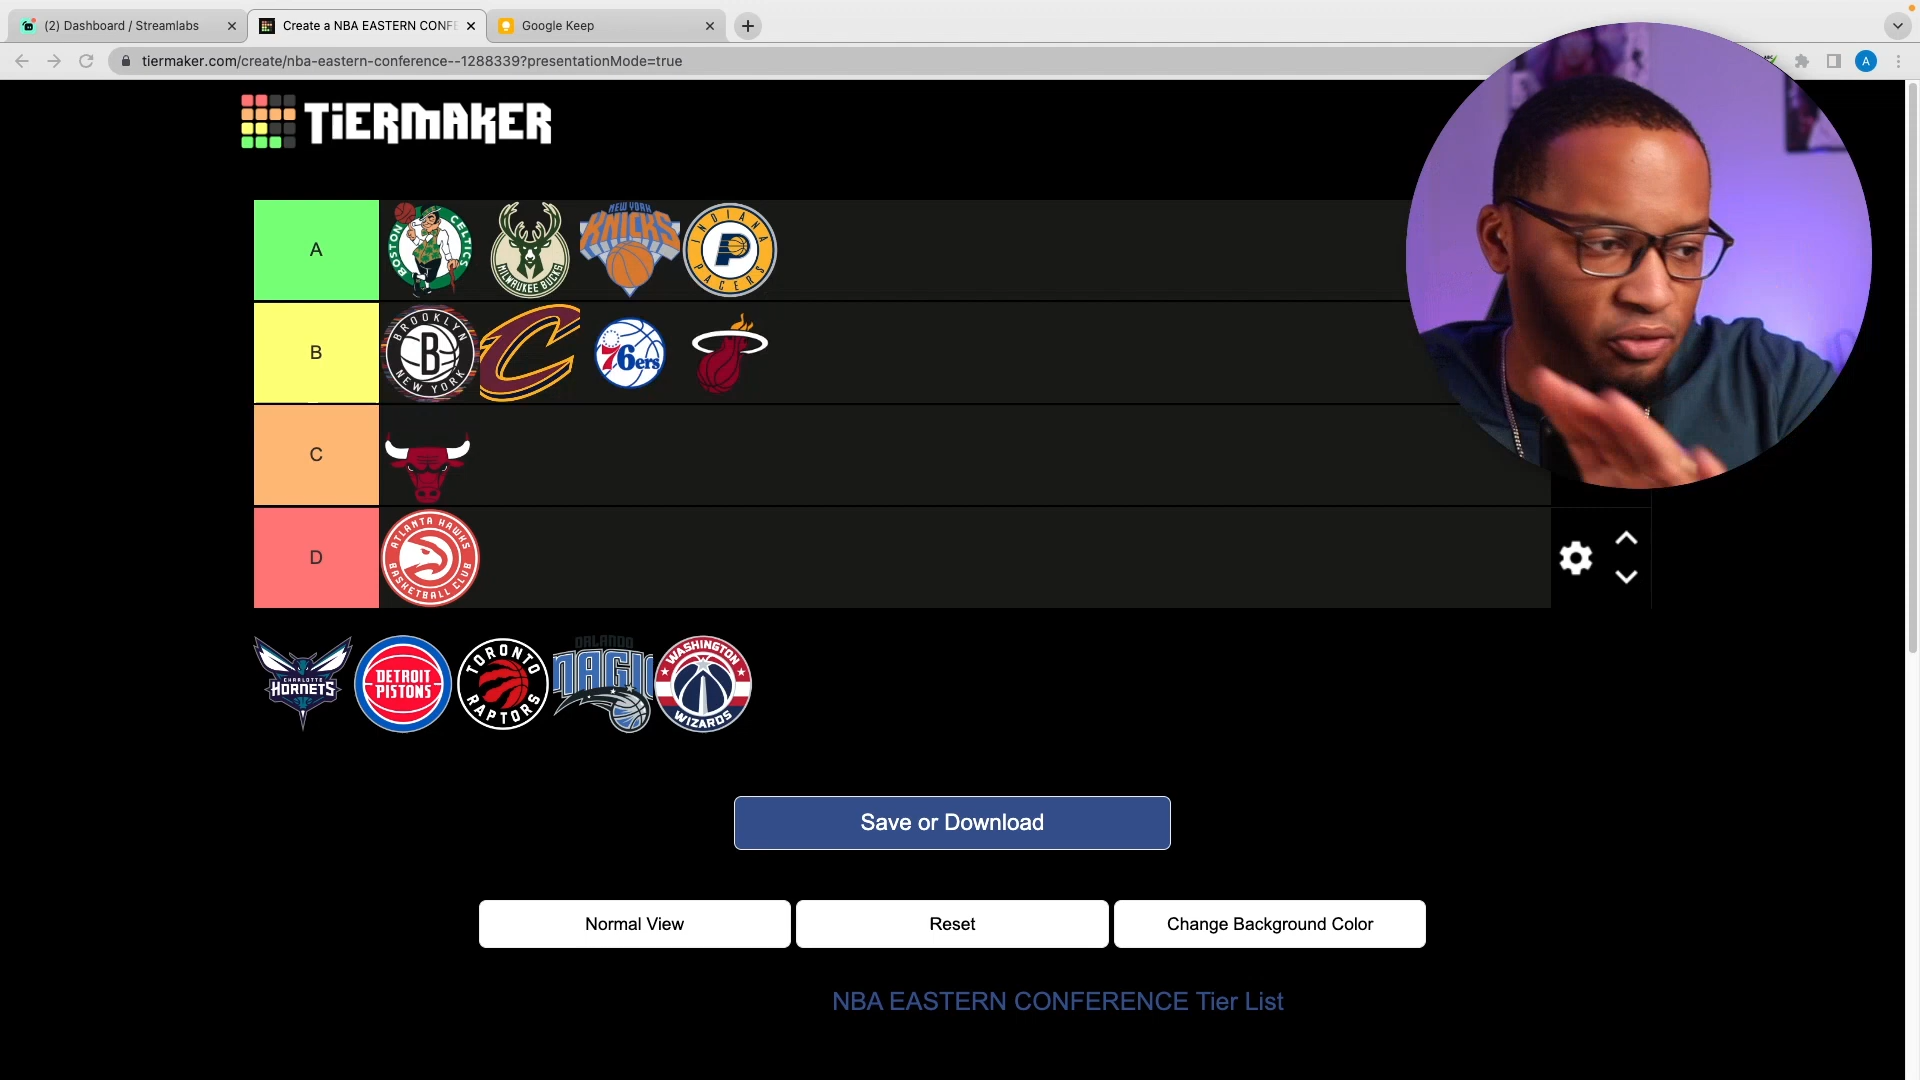 (2) Dashboard / Streamlabs
Create a NBA EASTERN CONFE
Google Keep
tiermaker.com/create/nba-eastern-conference--1288339?presentationMode=true
A
TiERMAKER
A
BOSTON CELTICS
MILWAUKEE BUCKS
NEW YORK KNICKS
INDIANA PACERS
B
BROOKLYN B NEW YORK
C
76ers
C
D
ATLANTA HAWKS BASKETBALL CLUB
CHARLOTTE HORNETS
DETROIT PISTONS
TORONTO RAPTORS
ORLANDO MAGIC
WASHINGTON WIZARDS
Save or Download
Normal View
Reset
Change Background Color
NBA EASTERN CONFERENCE Tier List